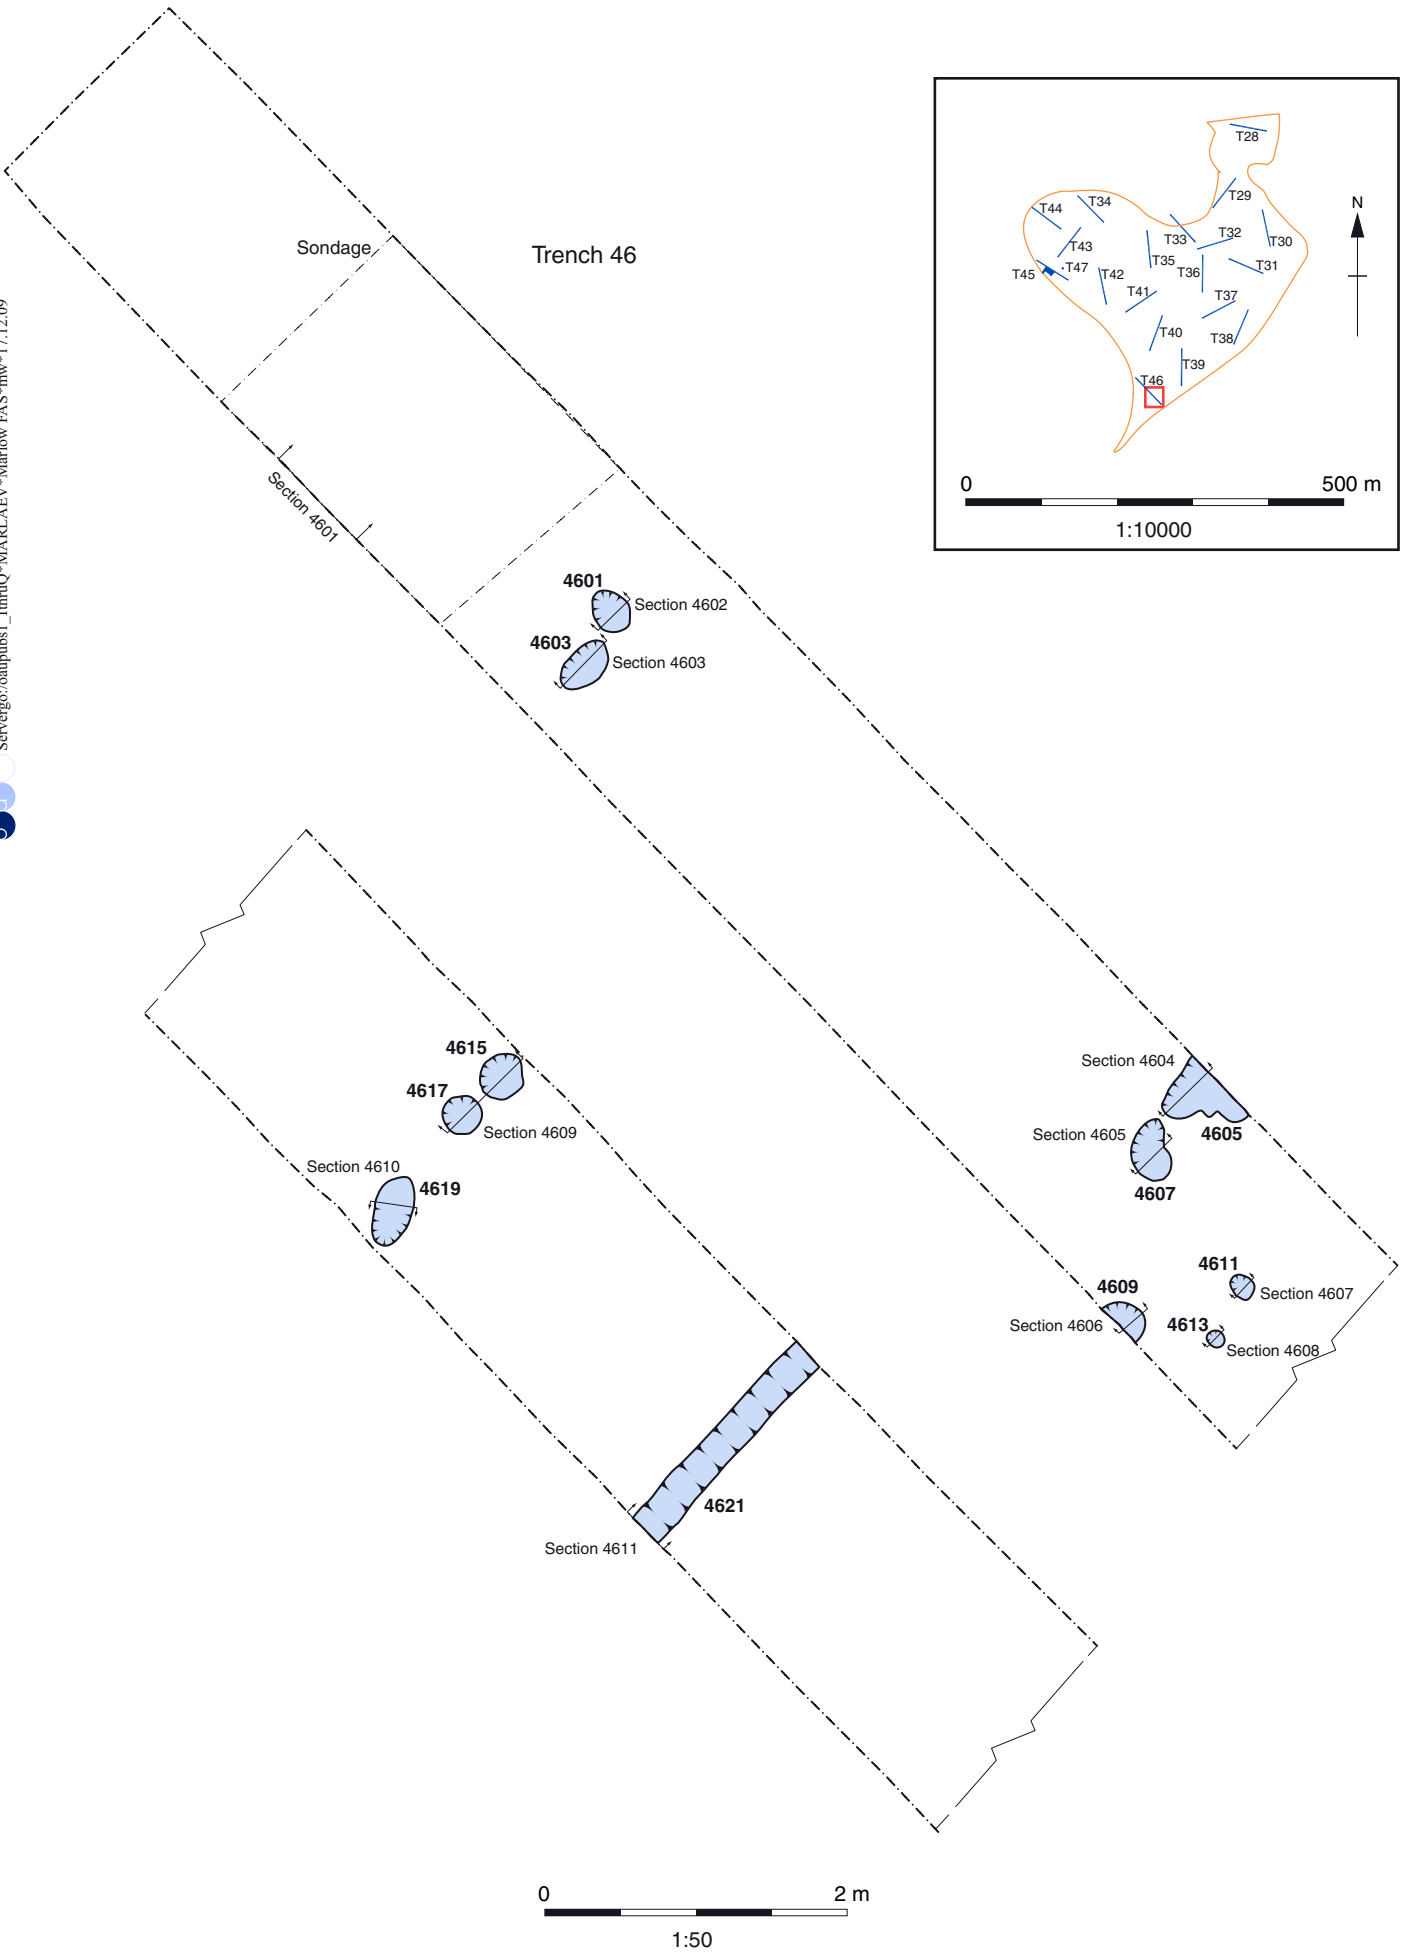 Trench 46
Sondage
Section 4601
4601
Section 4602
4603
Section 4603
Section 4604
4605
Section 4605
4607
4611
Section 4607
4609
Section 4606
4613
Section 4608
4615
4617
Section 4609
Section 4610
4619
4621
Section 4611
0 2 m
1:50
T28
T29
T44
T34
T33
T32
T30
T43
T35
T31
T45
T47
T42
T36
T41
T37
T40
T38
T39
T46
N
0 500 m
1:10000